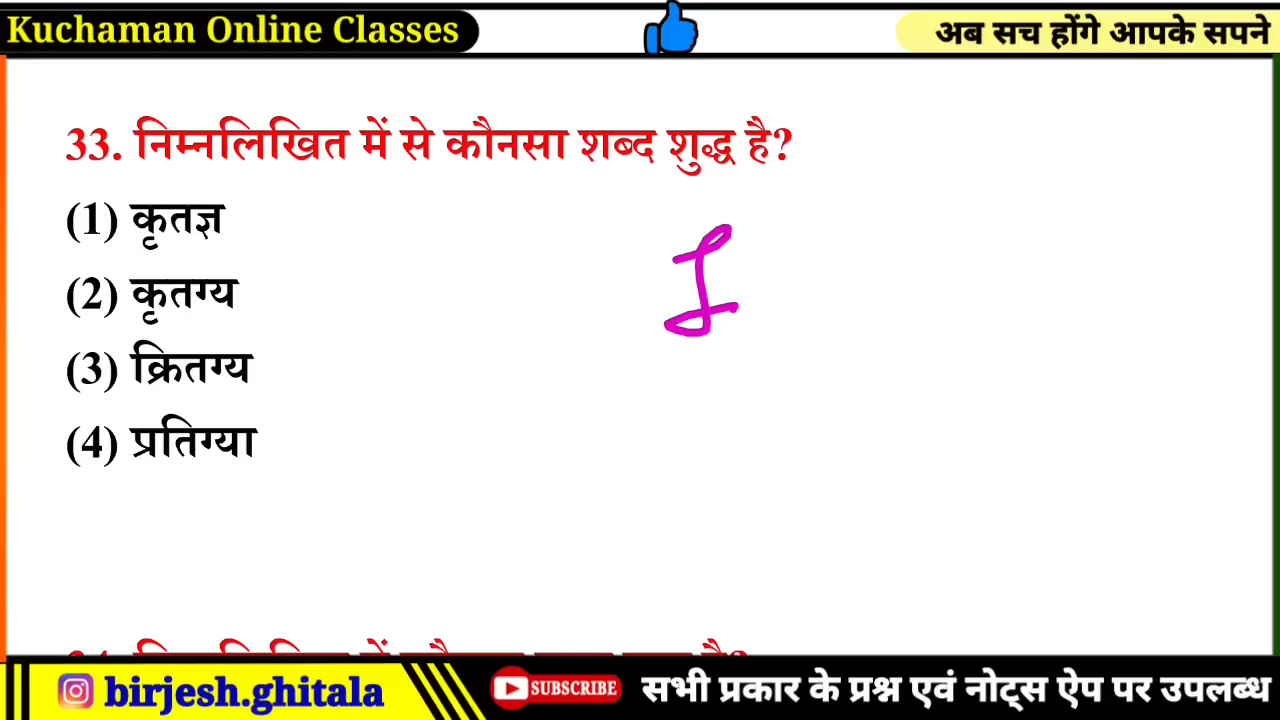 Kuchaman Online Classes
अब सच होंगे आपके सपने
33. निम्नलिखित में से कौनसा शब्द शुद्ध है?
(1) कृतज्ञ
I
(2) कृतग्य
(3) क्रितग्य
(4) प्रतिग्या
birjesh.ghitala
SUBSCRIBE
सभी प्रकार के प्रश्न एवं नोट्स ऐप पर उपलब्ध